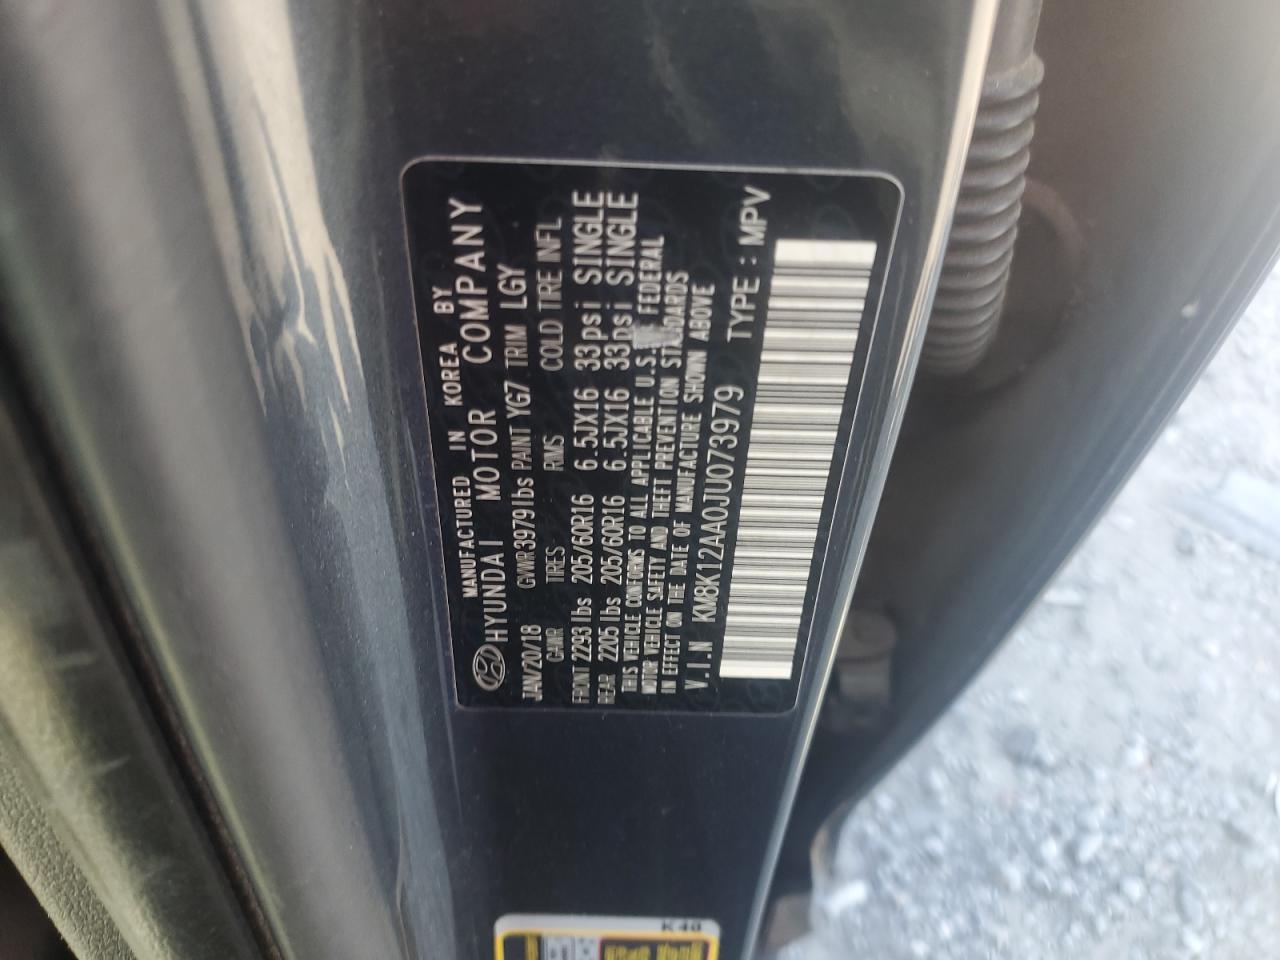 MANUFACTURED IN KOREA BY
HYUNDAI MOTOR COMPANY
JAN/20/18 GVWR 3979 lbs PAINT YG7 TRIM LGY
GAWR TIRES RMS COLD TIRE INFL
FRONT 2293 lbs 205/60R16 6.5JX16 33psi SINGLE
REAR 2205 lbs 205/60R16 6.5JX16 33psi SINGLE
THIS VEHICLE CONFORMS TO ALL APPLICABLE U.S. FEDERAL
MOTOR VEHICLE SAFETY AND THEFT PREVENTION STANDARDS
IN EFFECT ON THE DATE OF MANUFACTURE SHOWN ABOVE
V.I.N KM8K12AA0JU073979 TYPE : MPV
K40